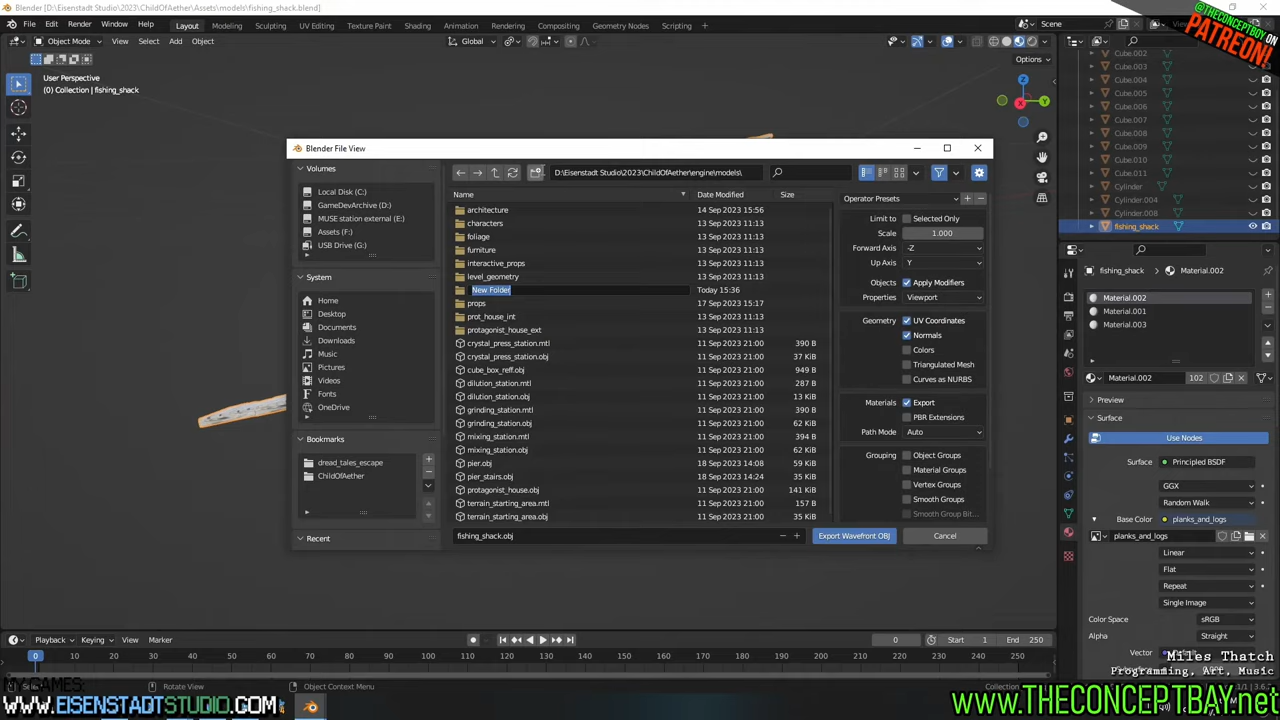 Blender [D:\Eisenstadt Studio\2023\ChildOfAether\Assets\models\fishing_shack.blend]
File Edit Render Window Help Layout Modeling Sculpting UV Editing Texture Paint Shading Animation Rendering Compositing Geometry Nodes Scripting + Scene
@THECONCEPTBOY ON
PATREON!
Object Mode View Select Add Object Global
Options
User Perspective
(0) Collection | fishing_shack
Cube.002
Cube.003
Cube.004
Cube.005
Cube.006
Cube.007
Cube.008
Cube.009
Cube.010
Cube.011
Cylinder
Cylinder.004
Cylinder.008
fishing_shack
Blender File View
Volumes
Local Disk (C:)
GameDevArchive (D:)
MUSE station external (E:)
Assets (F:)
USB Drive (G:)
System
Home
Desktop
Documents
Downloads
Music
Pictures
Videos
Fonts
OneDrive
Bookmarks
dread_tales_escape
ChildOfAether
Recent
D:\Eisenstadt Studio\2023\ChildOfAether\engine\models\
Name Date Modified Size
architecture 14 Sep 2023 15:56
characters 13 Sep 2023 11:13
foliage 13 Sep 2023 11:13
furniture 13 Sep 2023 11:13
interactive_props 13 Sep 2023 11:13
level_geometry 13 Sep 2023 11:13
New Folder Today 15:36
props 17 Sep 2023 15:17
prot_house_int 13 Sep 2023 11:13
protagonist_house_ext 13 Sep 2023 11:13
crystal_press_station.mtl 11 Sep 2023 21:00 390 B
crystal_press_station.obj 11 Sep 2023 21:00 37 KiB
cube_box_reff.obj 11 Sep 2023 21:00 949 B
dilution_station.mtl 11 Sep 2023 21:00 287 B
dilution_station.obj 11 Sep 2023 21:00 13 KiB
grinding_station.mtl 11 Sep 2023 21:00 390 B
grinding_station.obj 11 Sep 2023 21:00 62 KiB
mixing_station.mtl 11 Sep 2023 21:00 394 B
mixing_station.obj 11 Sep 2023 21:00 62 KiB
pier.obj 18 Sep 2023 14:08 59 KiB
pier_stairs.obj 18 Sep 2023 14:24 35 KiB
protagonist_house.obj 11 Sep 2023 21:00 141 KiB
terrain_starting_area.mtl 11 Sep 2023 21:00 157 B
terrain_starting_area.obj 11 Sep 2023 21:00 35 KiB
fishing_shack.obj − + Export Wavefront OBJ Cancel
Operator Presets + −
Limit to Selected Only
Scale 1.000
Forward Axis -Z
Up Axis Y
Objects Apply Modifiers
Properties Viewport
Geometry UV Coordinates
Normals
Colors
Triangulated Mesh
Curves as NURBS
Materials Export
PBR Extensions
Path Mode Auto
Grouping Object Groups
Material Groups
Vertex Groups
Smooth Groups
Smooth Group Bit...
fishing_shack Material.002
Material.002
Material.001
Material.003
Material.002 102
Preview
Surface
Use Nodes
Surface Principled BSDF
GGX
Random Walk
Base Color planks_and_logs
planks_and_logs
Linear
Flat
Repeat
Single Image
Color Space sRGB
Alpha Straight
Vector
Playback Keying View Marker 0 Start 1 End 250
0 10 20 30 40 50 60 70 80 90 100 110 120 130 140 150 160 170 180 190 200 210 220 230 240 250
Rotate View Object Context Menu
Miles Thatch
Programming, Art, Music
www.EISENSTADTSTUDIO.COM
www.THECONCEPTBAY.net